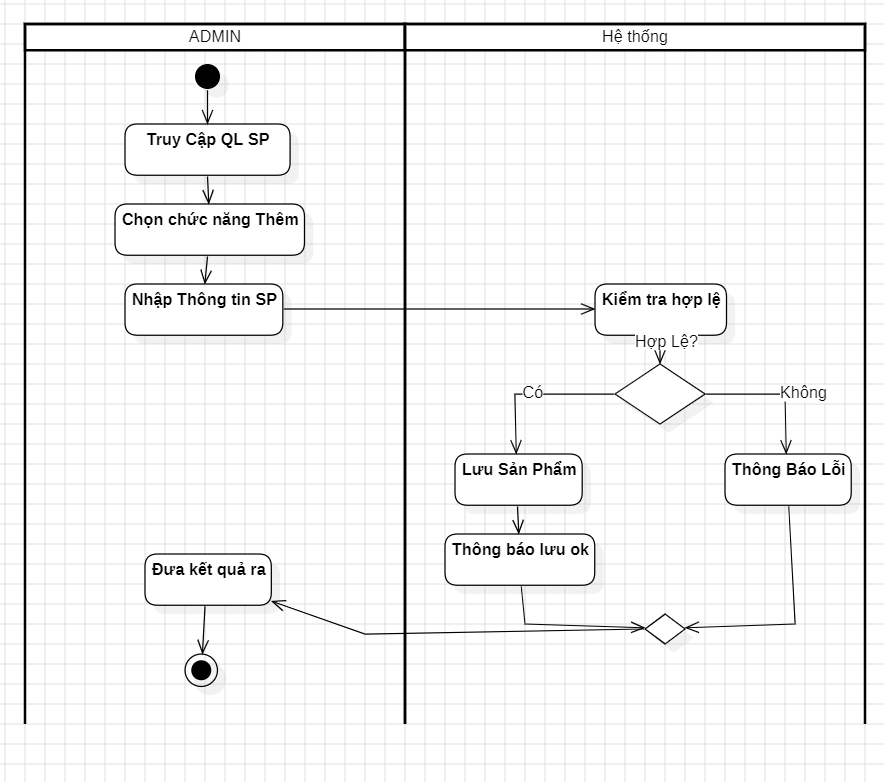 ADMIN
Hệ thống
Truy Cập QL SP
Chọn chức năng Thêm
Nhập Thông tin SP
Kiểm tra hợp lệ
Hợp Lệ?
Có
Không
Lưu Sản Phẩm
Thông Báo Lỗi
Thông báo lưu ok
Đưa kết quả ra